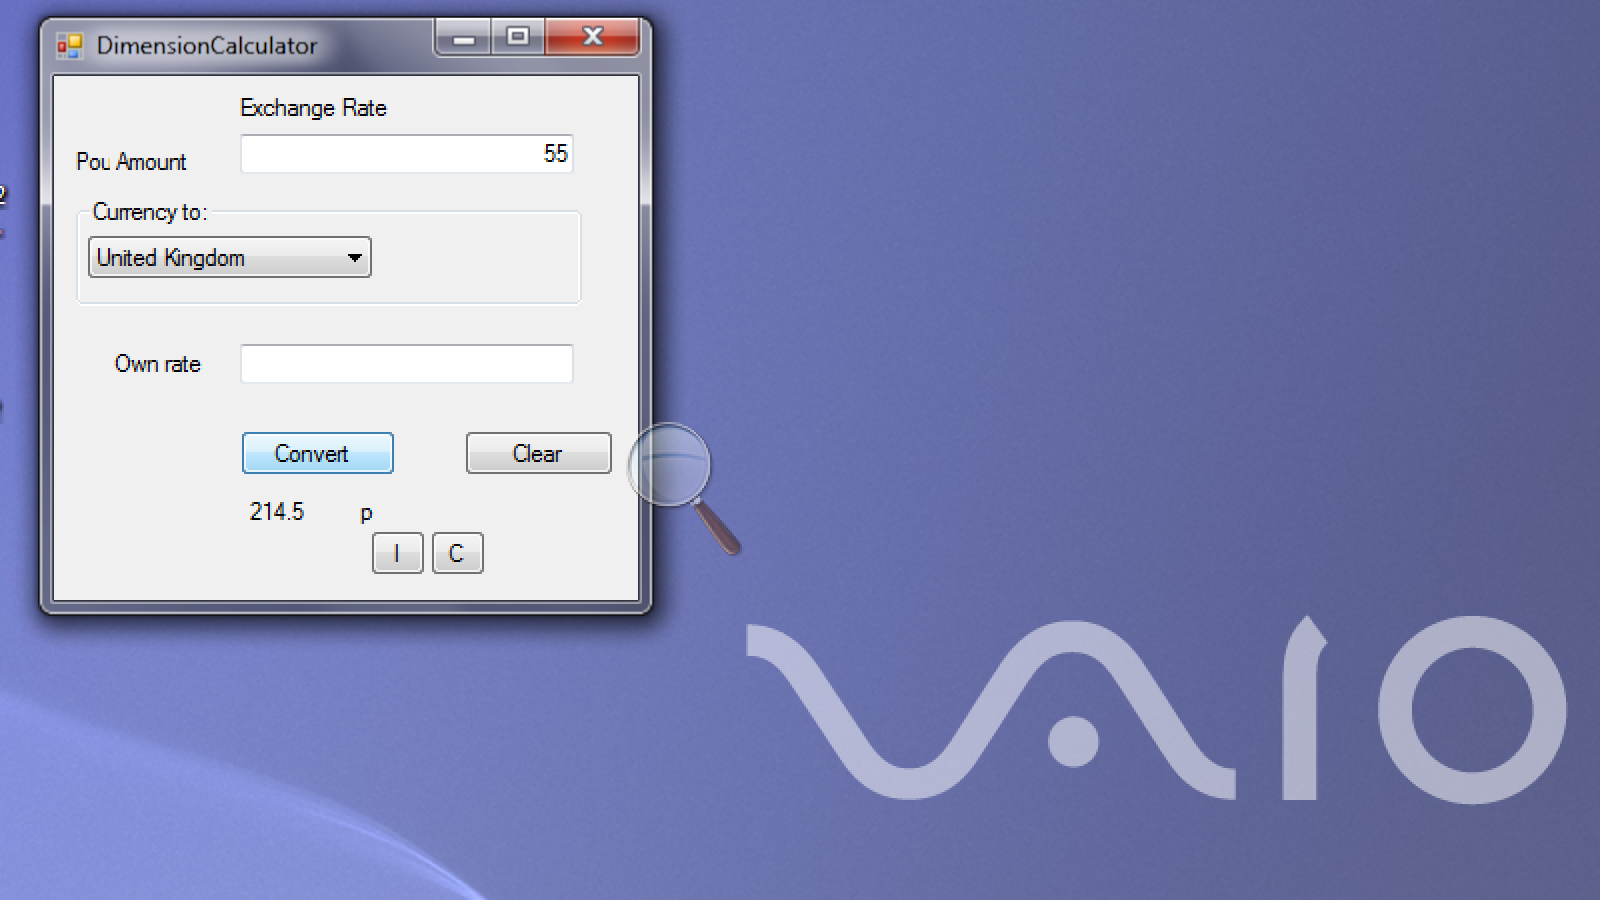 DimensionCalculator
Exchange Rate
Pou Amount
55
Currency to:
United Kingdom
Own rate
Convert
Clear
214.5 p
I C
VAIO